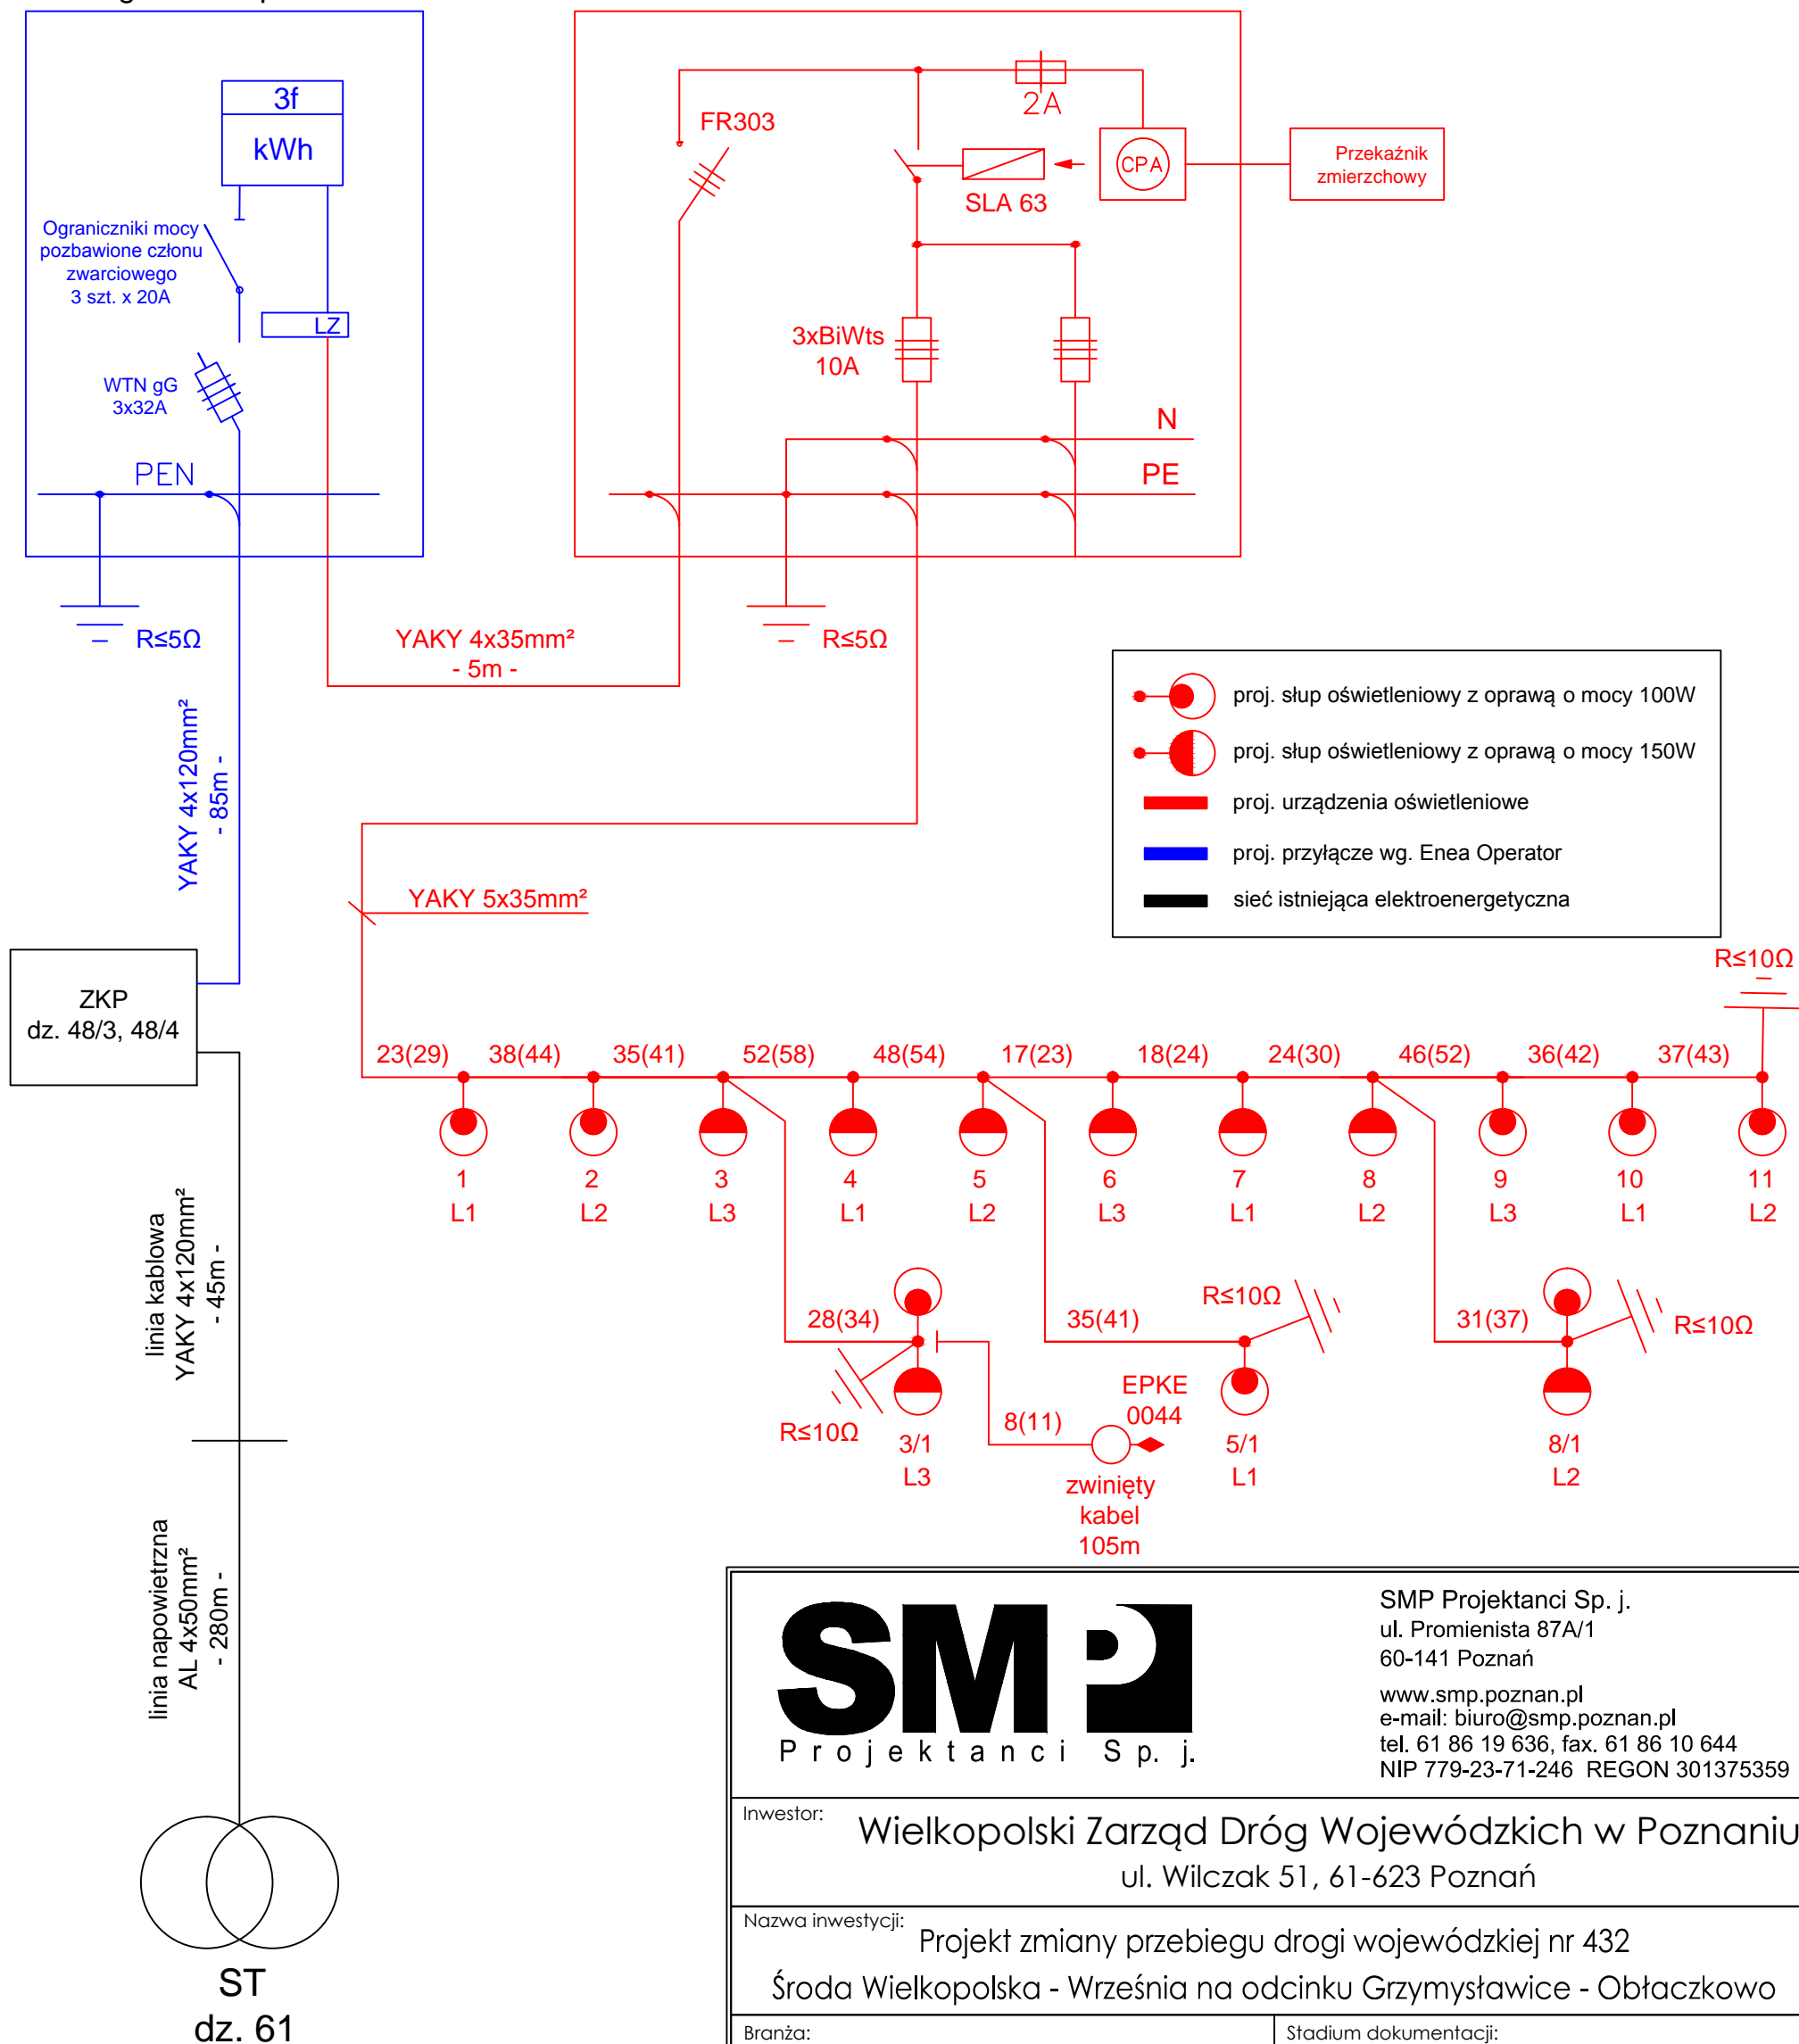 3f
kWh
Ograniczniki mocy
pozbawione członu
zwarciowego
3 szt. x 20A
LZ
WTN gG
3x32A
PEN
R≤5Ω
YAKY 4x35mm²
- 5m -
FR303
2A
CPA
Przekaźnik
zmierzchowy
SLA 63
3xBiWts
10A
N
PE
R≤5Ω
YAKY 4x120mm²
- 85m -
proj. słup oświetleniowy z oprawą o mocy 100W
proj. słup oświetleniowy z oprawą o mocy 150W
proj. urządzenia oświetleniowe
proj. przyłącze wg. Enea Operator
sieć istniejąca elektroenergetyczna
YAKY 5x35mm²
ZKP
dz. 48/3, 48/4
R≤10Ω
23(29) 38(44) 35(41) 52(58) 48(54) 17(23) 18(24) 24(30) 46(52) 36(42) 37(43)
1 2 3 4 5 6 7 8 9 10 11
L1 L2 L3 L1 L2 L3 L1 L2 L3 L1 L2
linia kablowa
YAKY 4x120mm²
- 45m -
28(34)
R≤10Ω
3/1
L3
8(11)
EPKE
0044
zwinięty
kabel
105m
35(41)
R≤10Ω
5/1
L1
31(37)
R≤10Ω
8/1
L2
linia napowietrzna
AL 4x50mm²
- 280m -
ST
dz. 61
SMP
Projektanci Sp. j.
SMP Projektanci Sp. j.
ul. Promienista 87A/1
60-141 Poznań
www.smp.poznan.pl
e-mail: biuro@smp.poznan.pl
tel. 61 86 19 636, fax. 61 86 10 644
NIP 779-23-71-246 REGON 301375359
Inwestor:
Wielkopolski Zarząd Dróg Wojewódzkich w Poznaniu
ul. Wilczak 51, 61-623 Poznań
Nazwa inwestycji:
Projekt zmiany przebiegu drogi wojewódzkiej nr 432
Środa Wielkopolska - Września na odcinku Grzymysławice - Obłaczkowo
Branża:
Stadium dokumentacji: